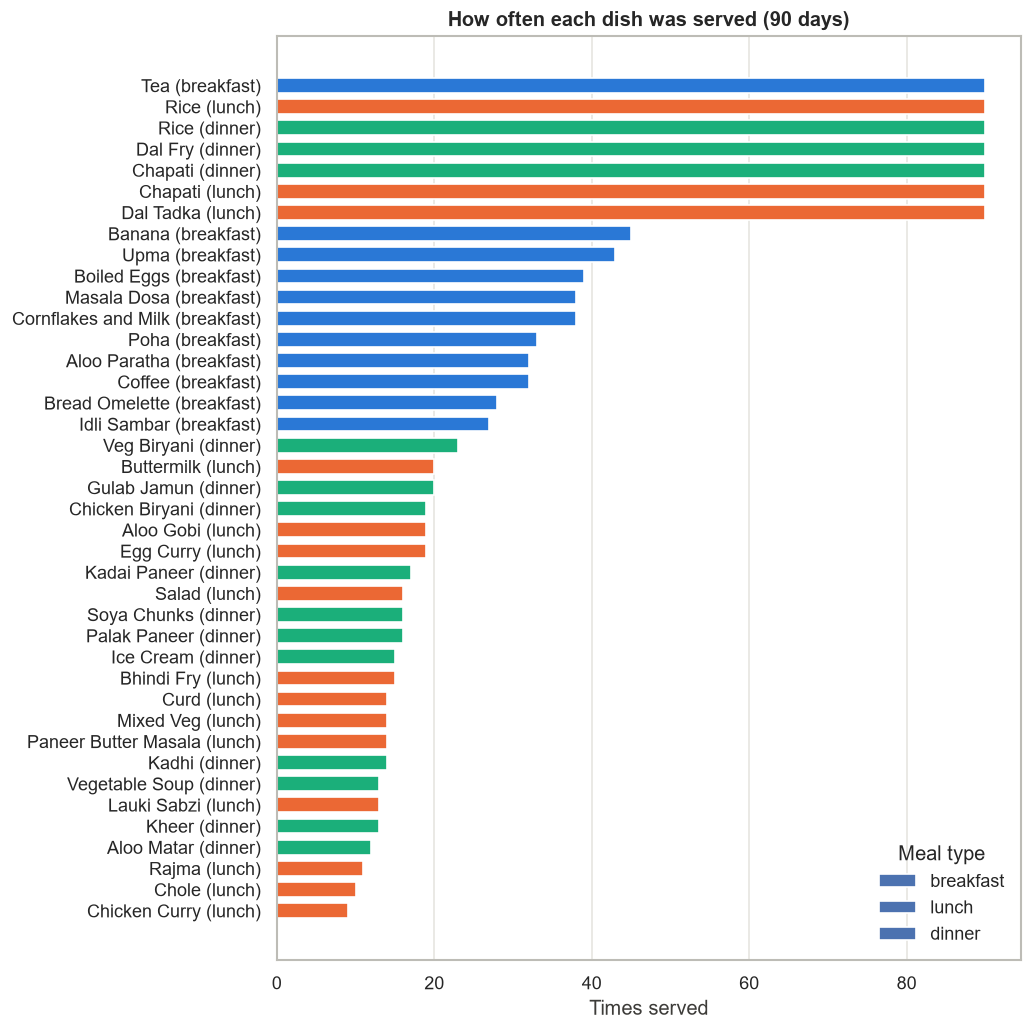 How often each dish was served (90 days)
Tea (breakfast)
Rice (lunch)
Rice (dinner)
Dal Fry (dinner)
Chapati (dinner)
Chapati (lunch)
Dal Tadka (lunch)
Banana (breakfast)
Upma (breakfast)
Boiled Eggs (breakfast)
Masala Dosa (breakfast)
Cornflakes and Milk (breakfast)
Poha (breakfast)
Aloo Paratha (breakfast)
Coffee (breakfast)
Bread Omelette (breakfast)
Idli Sambar (breakfast)
Veg Biryani (dinner)
Buttermilk (lunch)
Gulab Jamun (dinner)
Chicken Biryani (dinner)
Aloo Gobi (lunch)
Egg Curry (lunch)
Kadai Paneer (dinner)
Salad (lunch)
Soya Chunks (dinner)
Palak Paneer (dinner)
Ice Cream (dinner)
Bhindi Fry (lunch)
Curd (lunch)
Mixed Veg (lunch)
Paneer Butter Masala (lunch)
Kadhi (dinner)
Vegetable Soup (dinner)
Lauki Sabzi (lunch)
Kheer (dinner)
Aloo Matar (dinner)
Rajma (lunch)
Chole (lunch)
Chicken Curry (lunch)
Meal type
breakfast
lunch
dinner
0 20 40 60 80
Times served